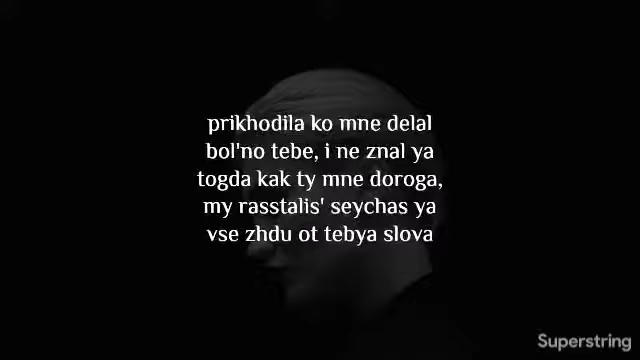 prikhodila ko mne delal
bol'no tebe, i ne znal ya
togda kak ty mne doroga,
my rasstalis' seychas ya
vse zhdu ot tebya slova
Superstring